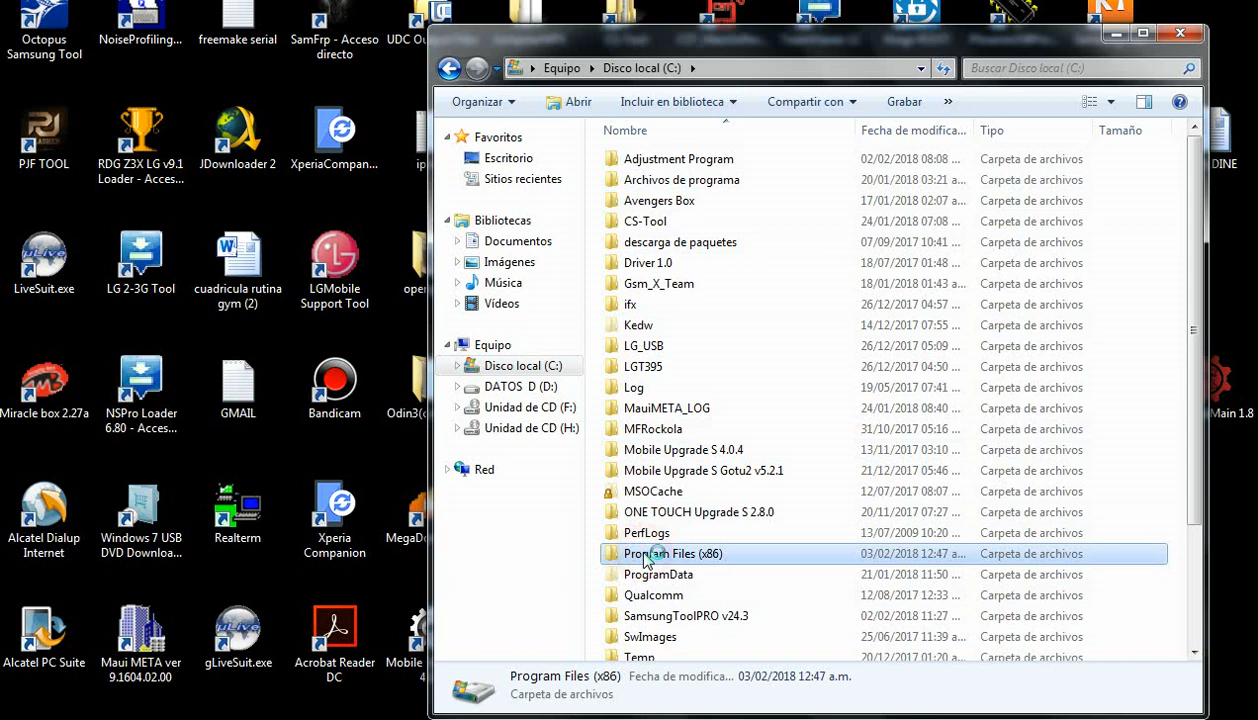 Octopus
Samsung Tool
NoiseProfiling...
freemake serial
SamFrp - Acceso
directo
UDC Ou
Equipo
Disco local (C:)
Buscar Disco local (C:)
Organizar
Abrir
Incluir en biblioteca
Compartir con
Grabar
»
Nombre
Fecha de modifica...
Tipo
Tamaño
PJF TOOL
RDG Z3X LG v9.1
Loader - Acces...
JDownloader 2
XperiaCompan...
ip
DINE
LiveSuit.exe
LG 2-3G Tool
cuadricula rutina
gym (2)
LGMobile
Support Tool
oper
Miracle box 2.27a
NSPro Loader
6.80 - Acces...
GMAIL
Bandicam
Odin3(c
Main 1.8
Alcatel Dialup
Internet
Windows 7 USB
DVD Downloa...
Realterm
Xperia
Companion
MegaDo
Alcatel PC Suite
Maui META ver
9.1604.02.00
gLiveSuit.exe
Acrobat Reader
DC
Mobile
4
Favoritos
Escritorio
Sitios recientes
Bibliotecas
Documentos
Imágenes
Música
Vídeos
Equipo
Disco local (C:)
DATOS D (D:)
Unidad de CD (F:)
Unidad de CD (H:)
Red
Adjustment Program 02/02/2018 08:08 ... Carpeta de archivos
Archivos de programa 20/01/2018 03:21 a... Carpeta de archivos
Avengers Box 17/01/2018 02:07 ... Carpeta de archivos
CS-Tool 24/01/2018 07:08 ... Carpeta de archivos
descarga de paquetes 07/09/2017 10:41 ... Carpeta de archivos
Driver1.0 18/07/2017 01:48 ... Carpeta de archivos
Gsm_X_Team 18/01/2018 01:43 a... Carpeta de archivos
ifx 26/12/2017 04:57 ... Carpeta de archivos
Kedw 14/12/2017 07:55 ... Carpeta de archivos
LG_USB 26/12/2017 05:09 ... Carpeta de archivos
LGT395 26/12/2017 04:50 ... Carpeta de archivos
Log 19/05/2017 07:41 ... Carpeta de archivos
MauiMETA_LOG 24/01/2018 08:40 ... Carpeta de archivos
MFRockola 31/10/2017 05:16 ... Carpeta de archivos
Mobile Upgrade S 4.0.4 13/11/2017 03:10 ... Carpeta de archivos
Mobile Upgrade S Gotu2 v5.2.1 21/12/2017 05:46 ... Carpeta de archivos
MSOCache 12/07/2017 08:07 ... Carpeta de archivos
ONE TOUCH Upgrade S 2.8.0 20/11/2017 07:27 ... Carpeta de archivos
PerfLogs 13/07/2009 10:20 ... Carpeta de archivos
Program Files (x86) 03/02/2018 12:47 a... Carpeta de archivos
ProgramData 21/01/2018 11:50 ... Carpeta de archivos
Qualcomm 12/08/2017 12:33 ... Carpeta de archivos
SamsungToolPRO v24.3 02/02/2018 11:27 ... Carpeta de archivos
SwImages 25/06/2017 11:39 a... Carpeta de archivos
Temp 20/12/2017 01:20 a... Carpeta de archivos
Program Files (x86) Fecha de modifica... 03/02/2018 12:47 a.m.
Carpeta de archivos